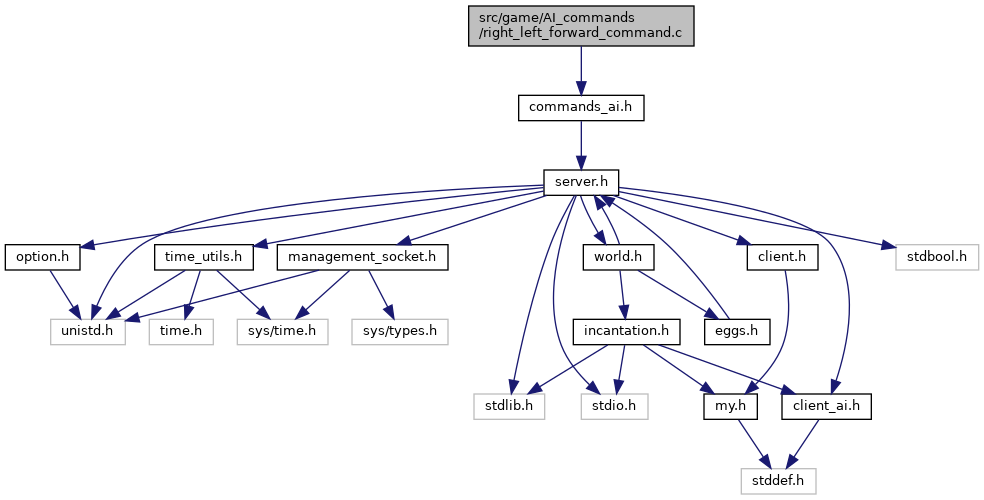 src/game/AI_commands
/right_left_forward_command.c
commands_ai.h
server.h
option.h
time_utils.h
management_socket.h
world.h
client.h
stdbool.h
unistd.h
time.h
sys/time.h
sys/types.h
incantation.h
eggs.h
stdlib.h
stdio.h
my.h
client_ai.h
stddef.h